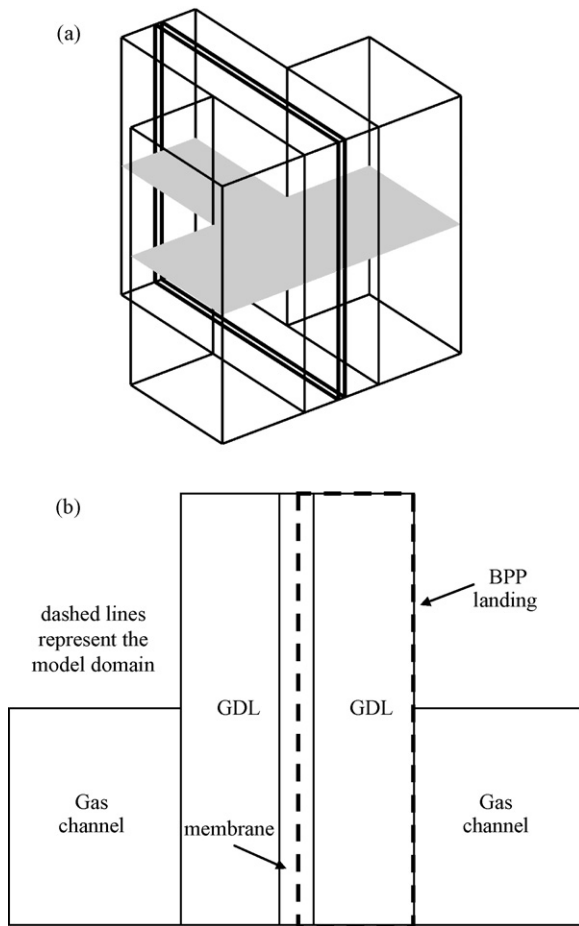 (a)
(b)
dashed lines
represent the
model domain
BPP
landing
GDL
GDL
Gas
channel
Gas
channel
membrane